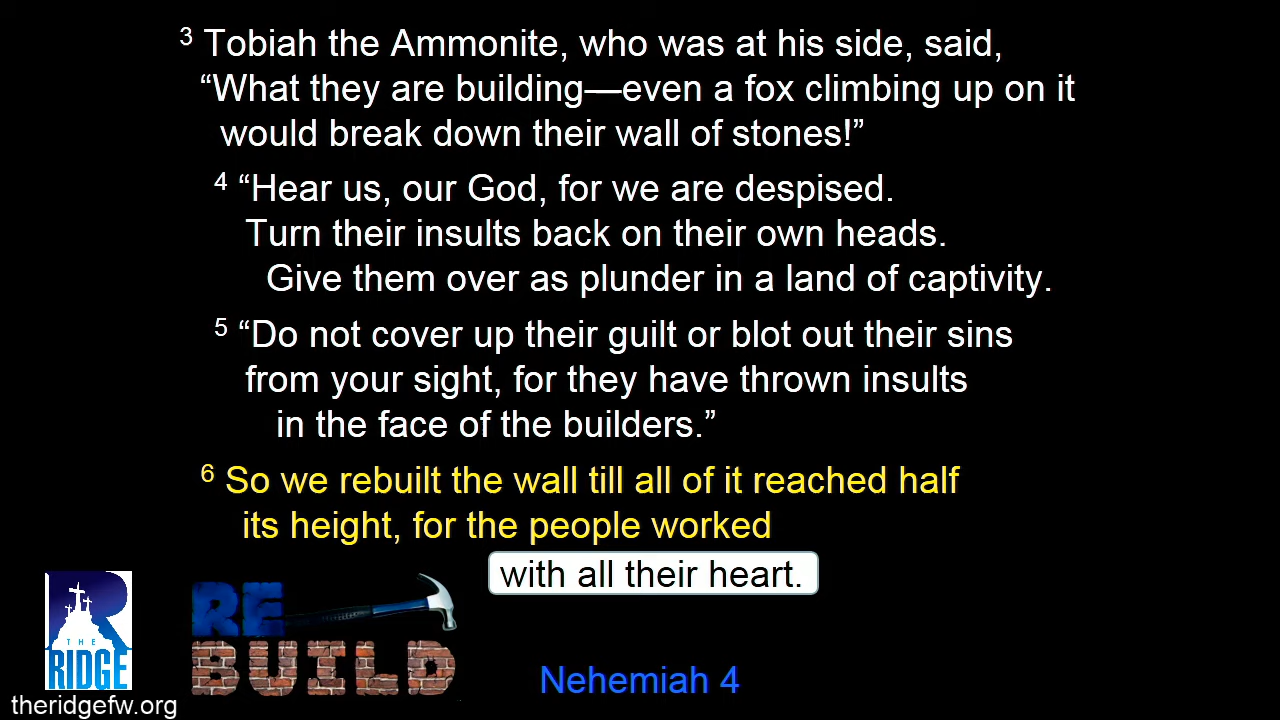 3 Tobiah the Ammonite, who was at his side, said,
“What they are building—even a fox climbing up on it
would break down their wall of stones!”
4 “Hear us, our God, for we are despised.
Turn their insults back on their own heads.
Give them over as plunder in a land of captivity.
5 “Do not cover up their guilt or blot out their sins
from your sight, for they have thrown insults
in the face of the builders.”
6 So we rebuilt the wall till all of it reached half
its height, for the people worked
with all their heart.
R
THE
RIDGE
theridgefw.org
RE
BUILD
Nehemiah 4